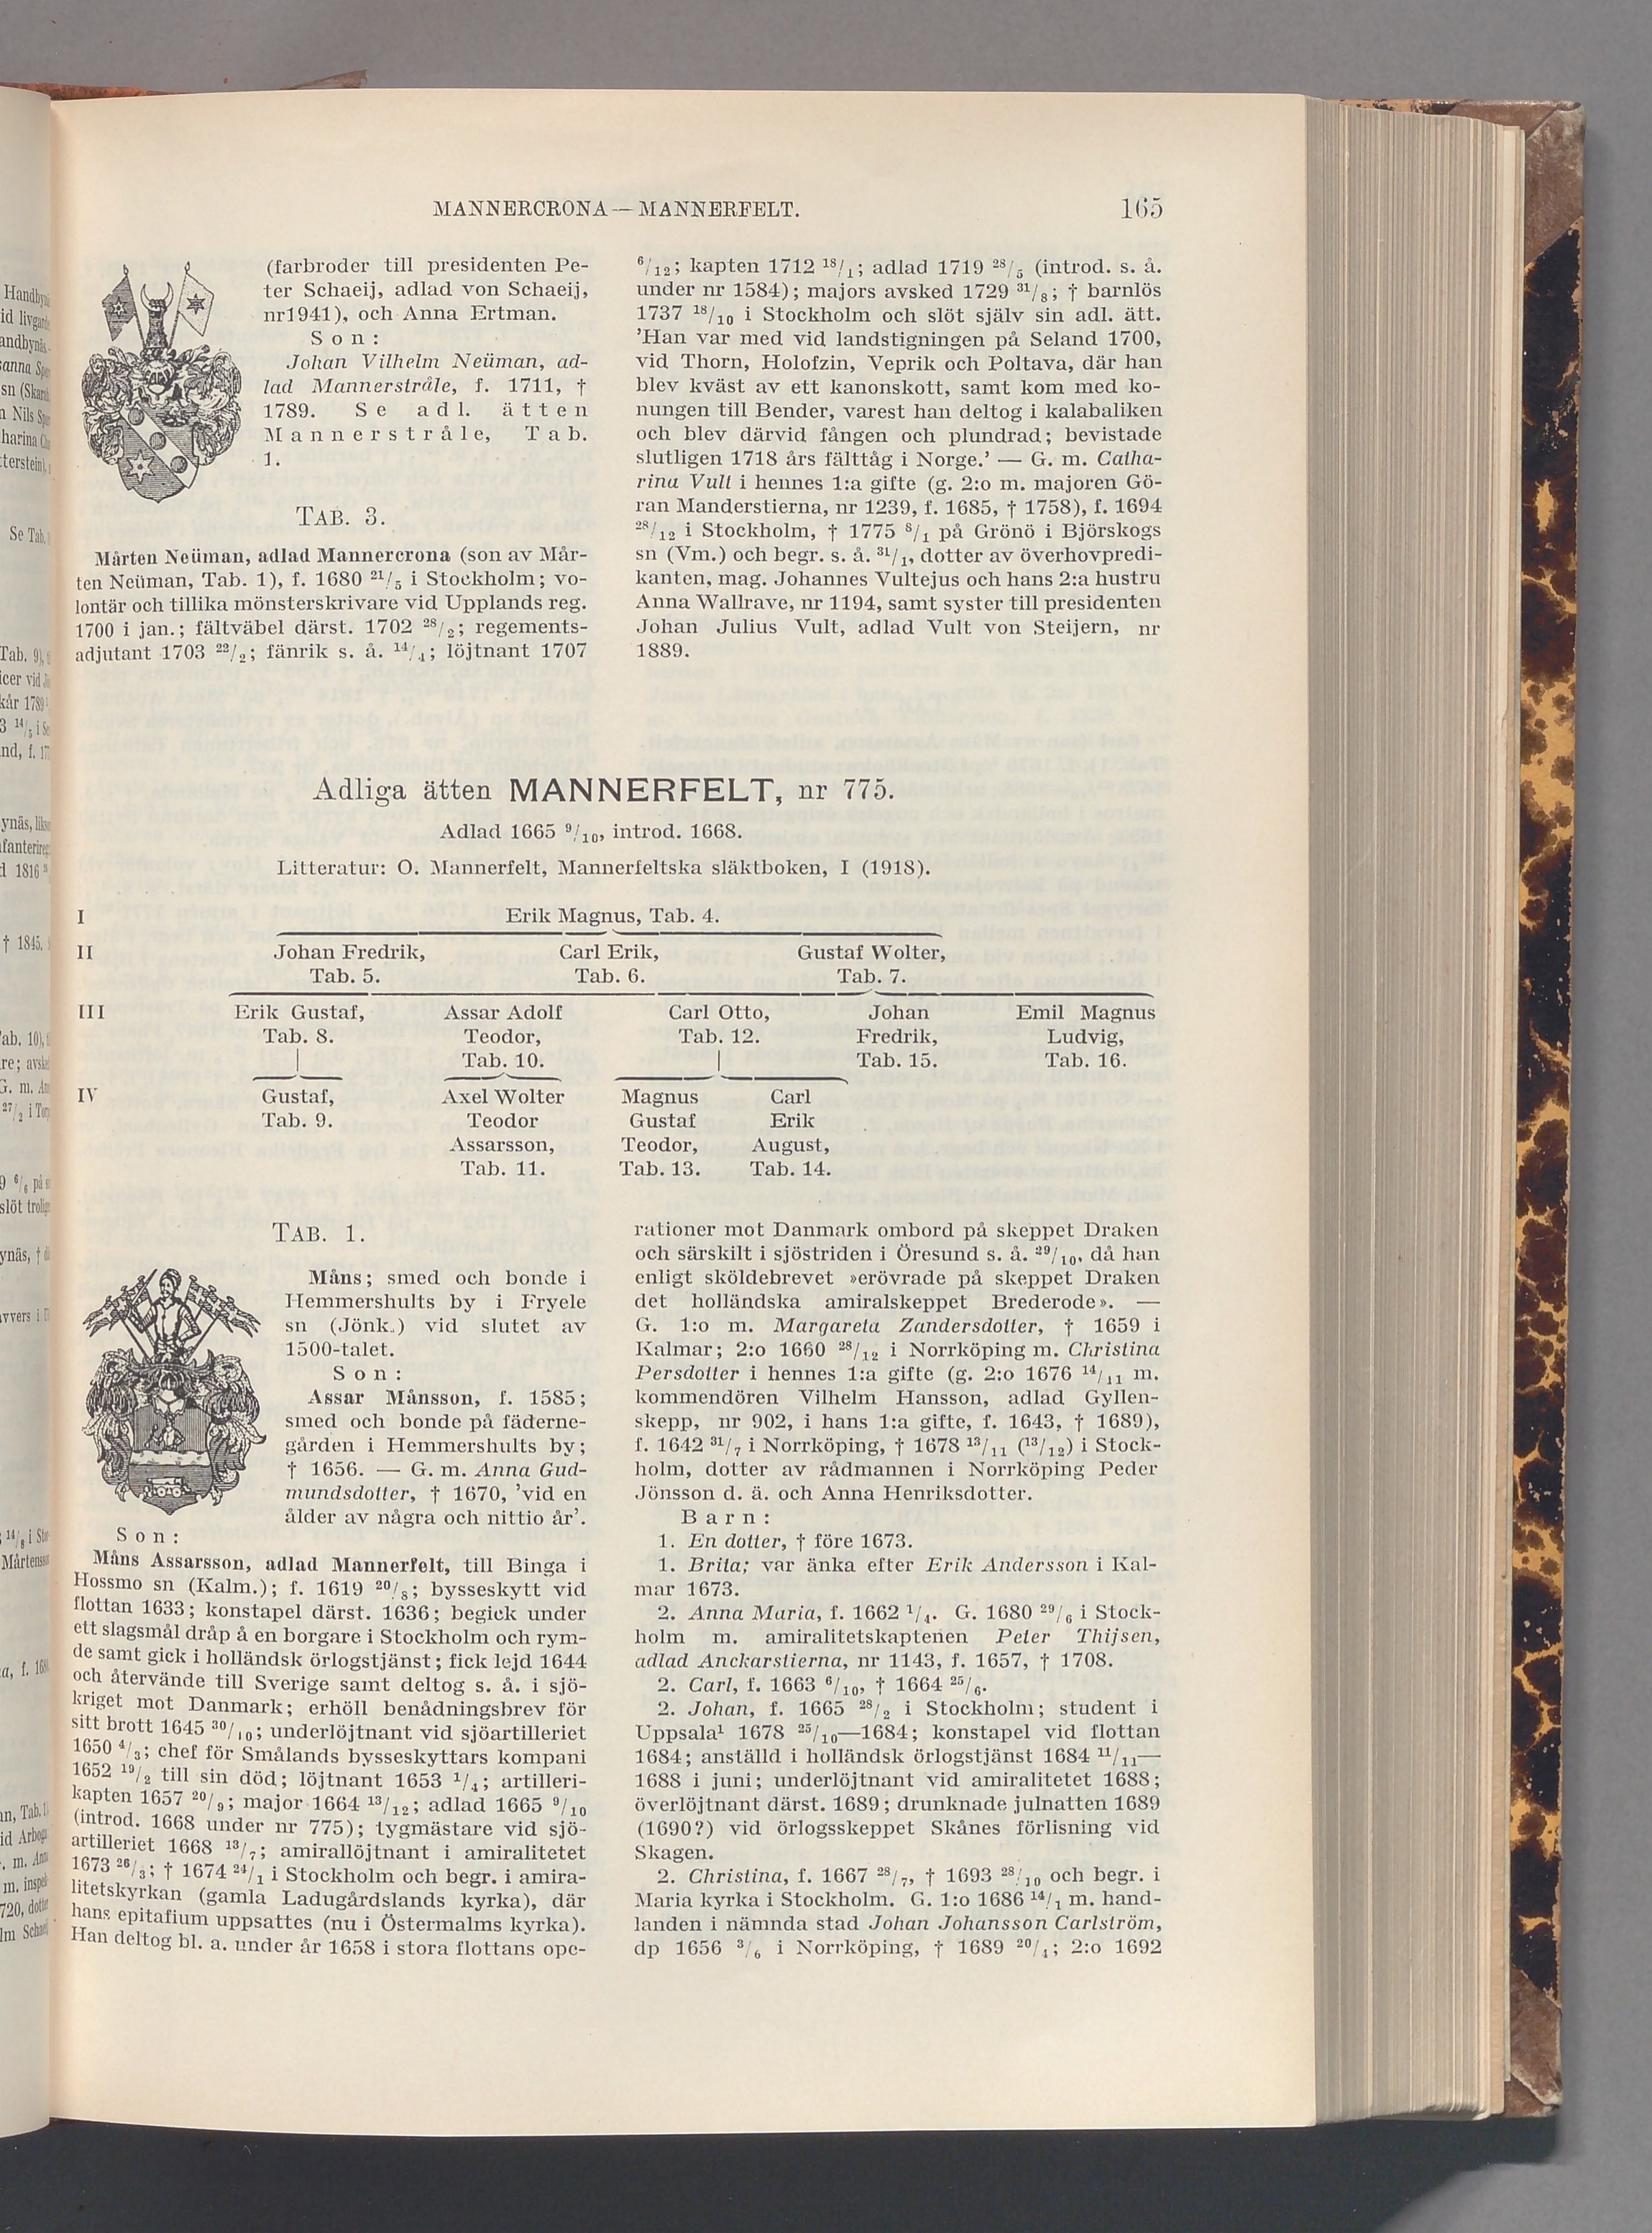 MANNERCRONA — MANNERFELT.
165
(farbroder till presidenten Pe-
ter Schaeij, adlad von Schaeij,
nr1941), och Anna Ertman.
Son:
Johan Vilhelm Neüman, ad-
lad Mannerstråle, f. 1711, †
1789. Se adl. ätten
Mannerstråle, Tab.
1.
TAB. 3.
Mårten Neüman, adlad Mannercrona (son av Mår-
ten Neüman, Tab. 1), f. 1680 21/5 i Stockholm; vo-
lontär och tillika mönsterskrivare vid Upplands reg.
1700 i jan.; fältväbel därst. 1702 28/2; regements-
adjutant 1703 22/2; fänrik s. å. 14/4; löjtnant 1707
6/12; kapten 1712 18/1; adlad 1719 28/5 (introd. s. å.
under nr 1584); majors avsked 1729 31/8; † barnlös
1737 18/10 i Stockholm och slöt själv sin adl. ätt.
'Han var med vid landstigningen på Seland 1700,
vid Thorn, Holofzin, Veprik och Poltava, där han
blev kväst av ett kanonskott, samt kom med ko-
nungen till Bender, varest han deltog i kalabaliken
och blev därvid fången och plundrad; bevistade
slutligen 1718 års fälttåg i Norge.' — G. m. Catha-
rina Vult i hennes 1:a gifte (g. 2:o m. majoren Gö-
ran Manderstierna, nr 1239, f. 1685, † 1758), f. 1694
28/12 i Stockholm, † 1775 8/1 på Grönö i Björskogs
sn (Vm.) och begr. s. å. 31/1, dotter av överhovpredi-
kanten, mag. Johannes Vultejus och hans 2:a hustru
Anna Wallrave, nr 1194, samt syster till presidenten
Johan Julius Vult, adlad Vult von Steijern, nr
1889.
Adliga ätten MANNERFELT, nr 775.
Adlad 1665 9/10, introd. 1668.
Litteratur: O. Mannerfelt, Mannerfeltska släktboken, I (1918).
I Erik Magnus, Tab. 4.
II Johan Fredrik, Carl Erik, Gustaf Wolter,
Tab. 5. Tab. 6. Tab. 7.
III Erik Gustaf, Assar Adolf Carl Otto, Johan Emil Magnus
Tab. 8. Teodor, Tab. 12. Fredrik, Ludvig,
Tab. 10. Tab. 15. Tab. 16.
IV Gustaf, Axel Wolter Magnus Carl
Tab. 9. Teodor Gustaf Erik
Assarsson, Teodor, August,
Tab. 11. Tab. 13. Tab. 14.
TAB. 1.
Måns; smed och bonde i
Hemmershults by i Fryele
sn (Jönk.) vid slutet av
1500-talet.
Son:
Assar Månsson, f. 1585;
smed och bonde på fäderne-
gården i Hemmershults by;
† 1656. — G. m. Anna Gud-
mundsdotter, † 1670, 'vid en
ålder av några och nittio år'.
Son:
Måns Assarsson, adlad Mannerfelt, till Binga i
Hossmo sn (Kalm.); f. 1619 20/8; bysseskytt vid
flottan 1633; konstapel därst. 1636; begick under
ett slagsmål dråp å en borgare i Stockholm och rym-
de samt gick i holländsk örlogstjänst; fick lejd 1644
och återvände till Sverige samt deltog s. å. i sjö-
kriget mot Danmark; erhöll benådningsbrev för
sitt brott 1645 30/10; underlöjtnant vid sjöartilleriet
1650 4/3; chef för Smålands bysseskyttars kompani
1652 19/2 till sin död; löjtnant 1653 1/4; artilleri-
kapten 1657 20/9; major 1664 13/12; adlad 1665 9/10
(introd. 1668 under nr 775); tygmästare vid sjö-
artilleriet 1668 13/7; amirallöjtnant i amiralitetet
1673 26/3; † 1674 24/1 i Stockholm och begr. i amira-
litetskyrkan (gamla Ladugårdslands kyrka), där
hans epitafium uppsattes (nu i Östermalms kyrka).
Han deltog bl. a. under år 1658 i stora flottans ope-
rationer mot Danmark ombord på skeppet Draken
och särskilt i sjöstriden i Öresund s. å. 29/10, då han
enligt sköldebrevet »erövrade på skeppet Draken
det holländska amiralskeppet Brederode». —
G. 1:o m. Margareta Zandersdotter, † 1659 i
Kalmar; 2:o 1660 28/12 i Norrköping m. Christina
Persdotter i hennes 1:a gifte (g. 2:o 1676 14/11 m.
kommendören Vilhelm Hansson, adlad Gyllen-
skepp, nr 902, i hans 1:a gifte, f. 1643, † 1689),
f. 1642 31/7 i Norrköping, † 1678 13/11 (13/12) i Stock-
holm, dotter av rådmannen i Norrköping Peder
Jönsson d. ä. och Anna Henriksdotter.
Barn:
1. En dotter, † före 1673.
1. Brita; var änka efter Erik Andersson i Kal-
mar 1673.
2. Anna Maria, f. 1662 1/4. G. 1680 29/6 i Stock-
holm m. amiralitetskaptenen Peter Thijsen,
adlad Anckarstierna, nr 1143, f. 1657, † 1708.
2. Carl, f. 1663 6/10, † 1664 25/6.
2. Johan, f. 1665 28/2 i Stockholm; student i
Uppsala1 1678 25/10—1684; konstapel vid flottan
1684; anställd i holländsk örlogstjänst 1684 11/11—
1688 i juni; underlöjtnant vid amiralitetet 1688;
överlöjtnant därst. 1689; drunknade julnatten 1689
(1690?) vid örlogsskeppet Skånes förlisning vid
Skagen.
2. Christina, f. 1667 28/7, † 1693 28/10 och begr. i
Maria kyrka i Stockholm. G. 1:o 1686 14/1 m. hand-
landen i nämnda stad Johan Johansson Carlström,
dp 1656 3/6 i Norrköping, † 1689 20/4; 2:o 1692